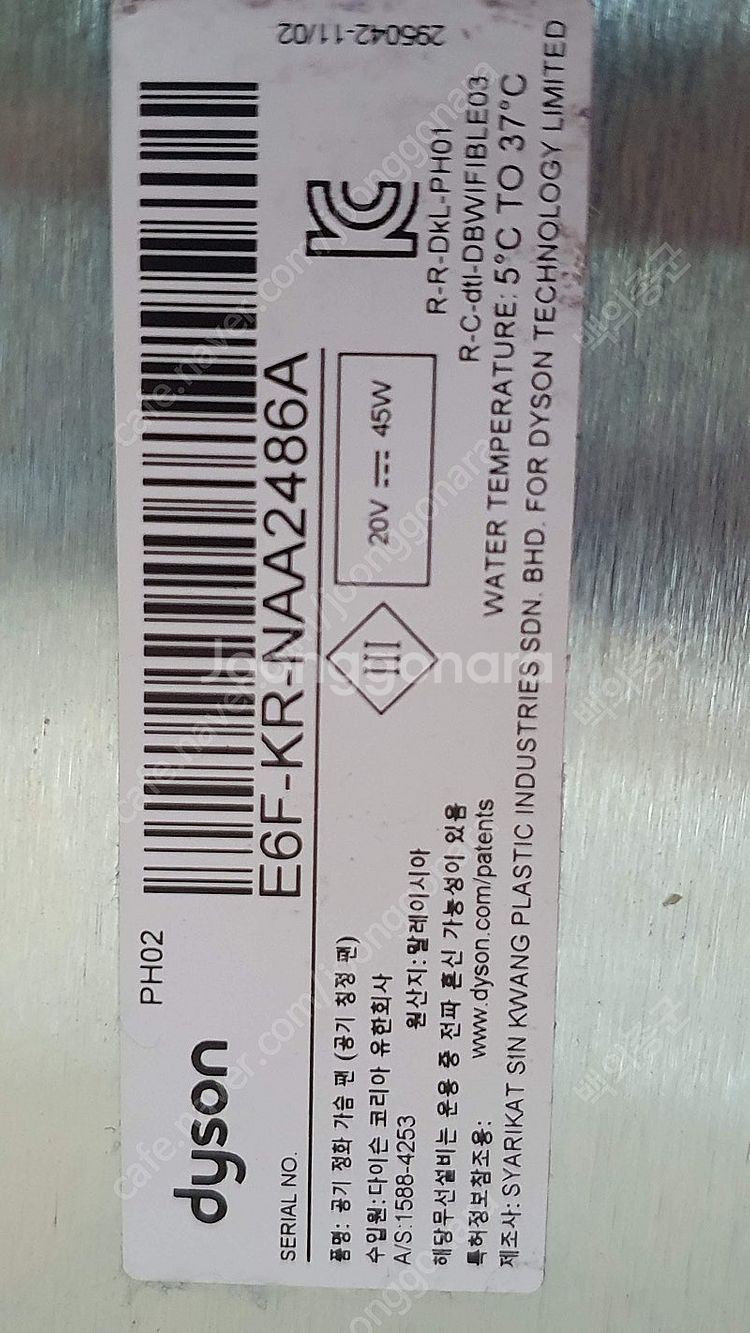 dyson
PH02
SERIAL NO.
E6F-KR-NAA2486A
295042-11/02
품명: 공기 정화 가습 팬 (공기 청정 팬)
수입원: 다이슨 코리아 유한회사
A/S:1588-4253
원산지: 말레이시아
해당무선설비는 운용 중 전파 혼신 가능성이 있음
특허정보참조용: www.dyson.com/patents
제조사: SYARIKAT SIN KWANG PLASTIC INDUSTRIES SDN. BHD. FOR DYSON TECHNOLOGY LIMITED
III
20V ⎓ 45W
R-R-DkL-PH01
R-C-dtl-DBWIFIBLE03
WATER TEMPERATURE: 5°C TO 37°C
Joonggonara
cafe.naver.com/joonggonara